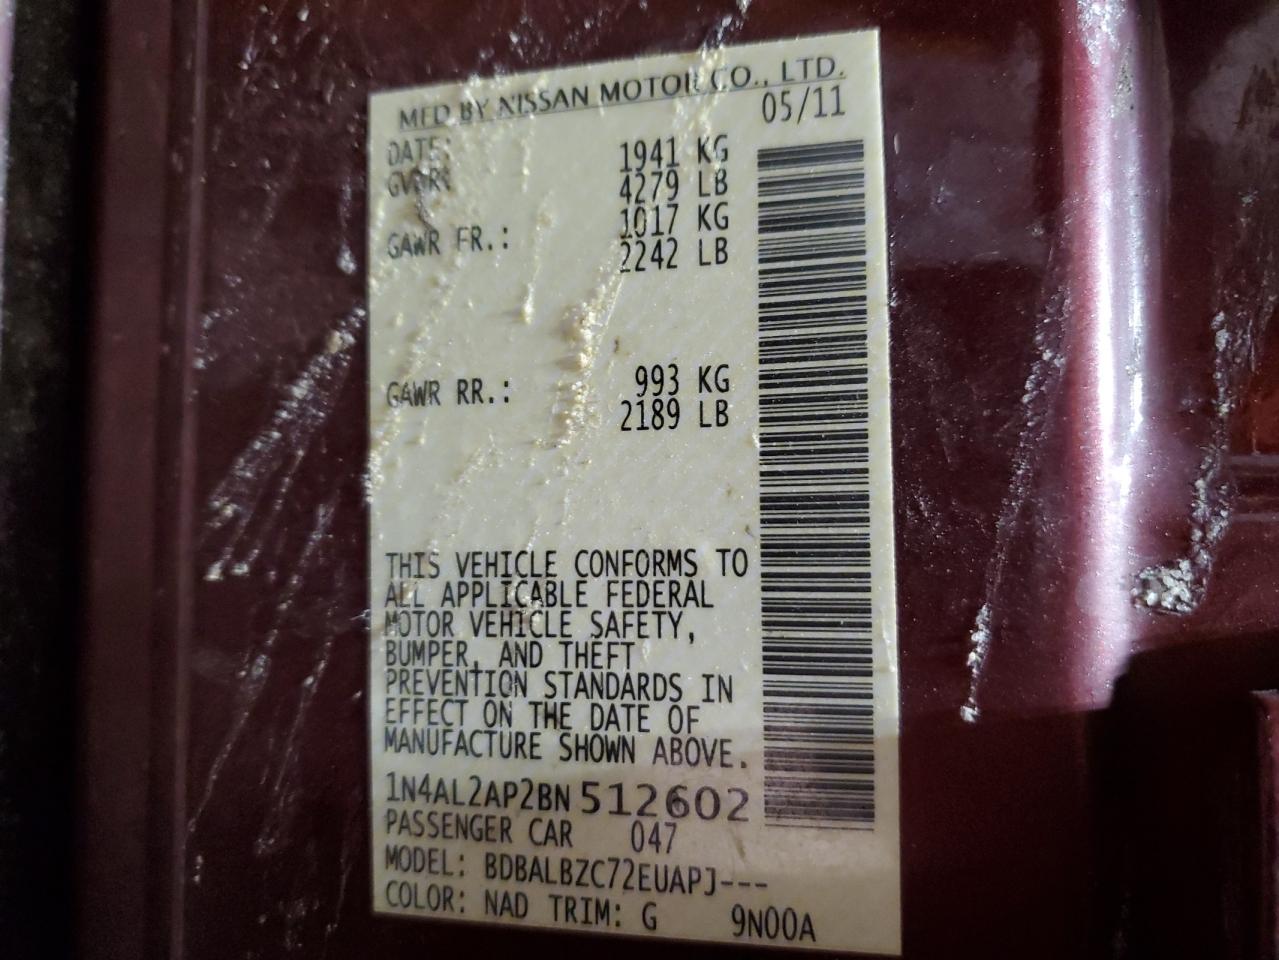 MFD BY NISSAN MOTOR CO., LTD.
DATE: 05/11
GVWR: 1941 KG
4279 LB
GAWR FR.: 1017 KG
2242 LB
GAWR RR.: 993 KG
2189 LB
THIS VEHICLE CONFORMS TO
ALL APPLICABLE FEDERAL
MOTOR VEHICLE SAFETY,
BUMPER, AND THEFT
PREVENTION STANDARDS IN
EFFECT ON THE DATE OF
MANUFACTURE SHOWN ABOVE.
1N4AL2AP2BN512602
PASSENGER CAR 047
MODEL: BDBALBZC72EUAPJ---
COLOR: NAD TRIM: G 9N00A